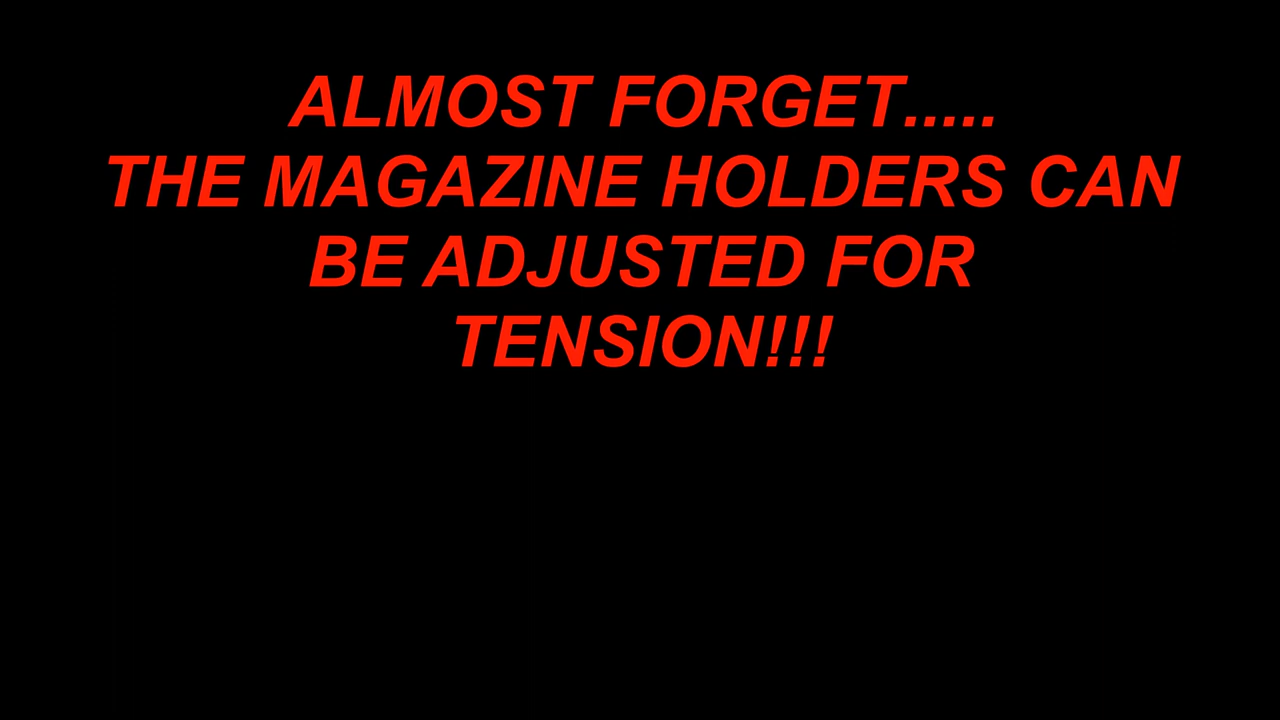 ALMOST FORGET.....
THE MAGAZINE HOLDERS CAN
BE ADJUSTED FOR
TENSION!!!